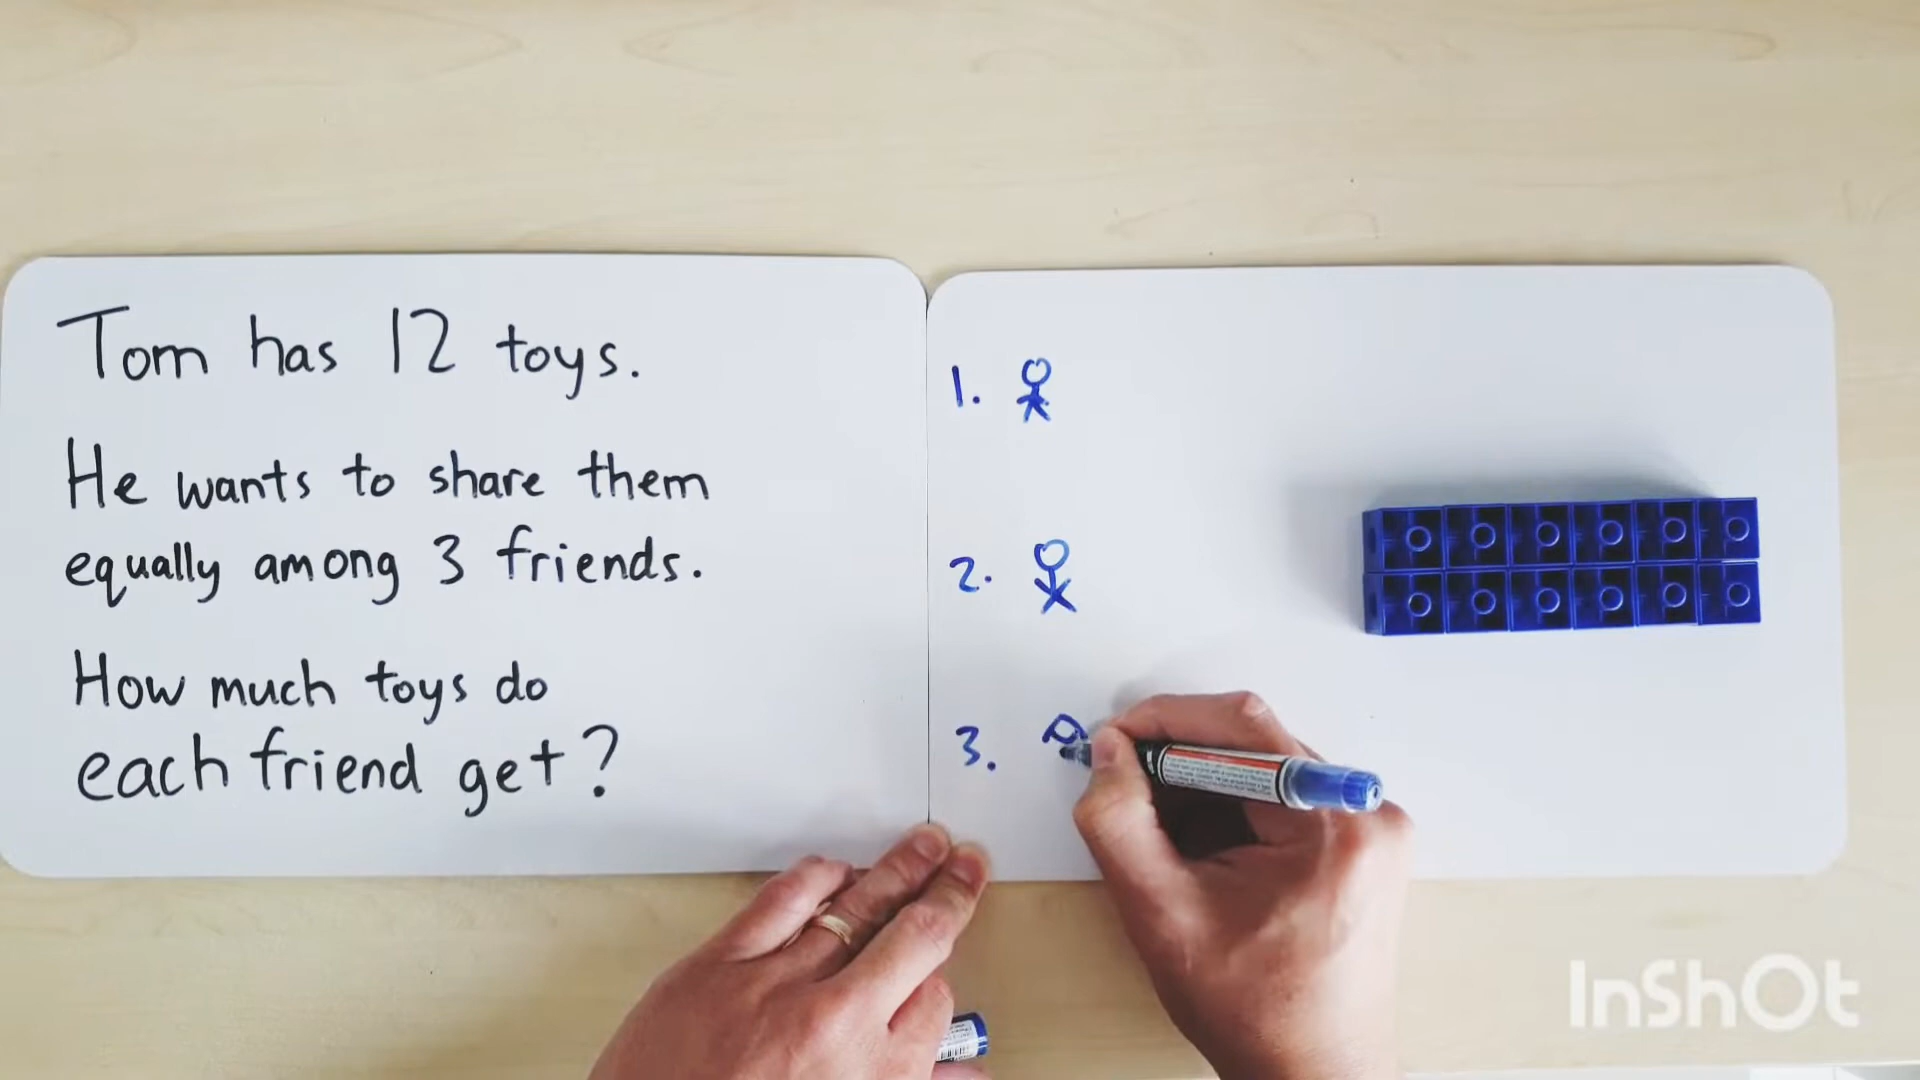 Tom has 12 toys.
He wants to share them
equally among 3 friends.
How much toys do
each friend get?
1.
2.
3.
InShOt